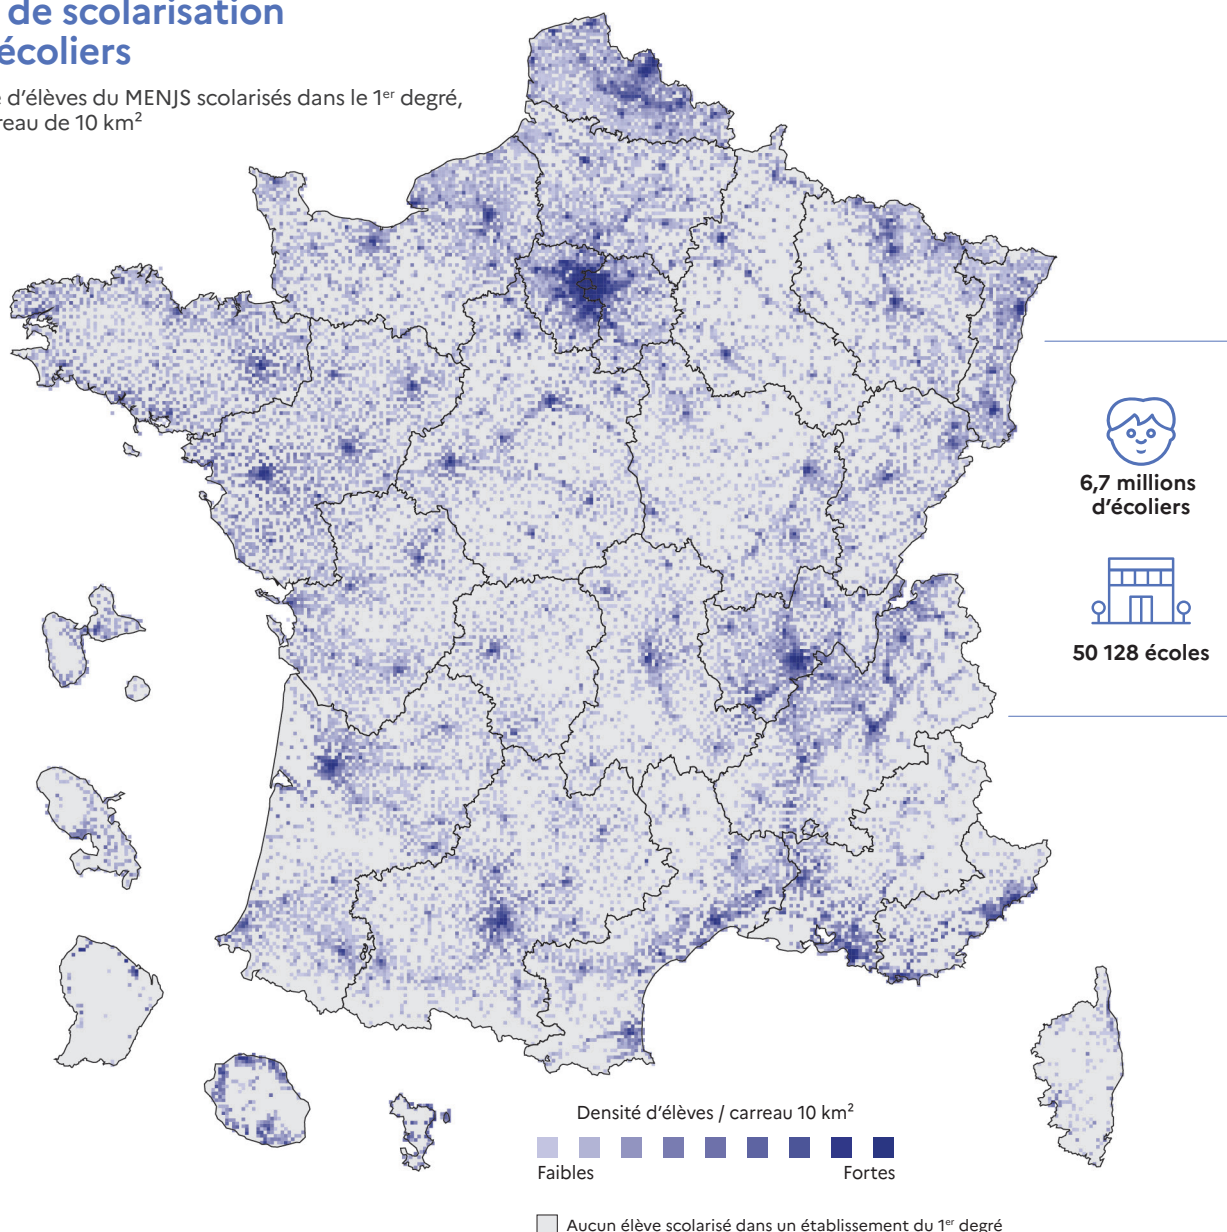 de scolarisation
écoliers
d'élèves du MENJS scolarisés dans le 1er degré,
reau de 10 km²
6,7 millions
d'écoliers
50 128 écoles
Densité d'élèves / carreau 10 km²
Faibles Fortes
Aucun élève scolarisé dans un établissement du 1er degré